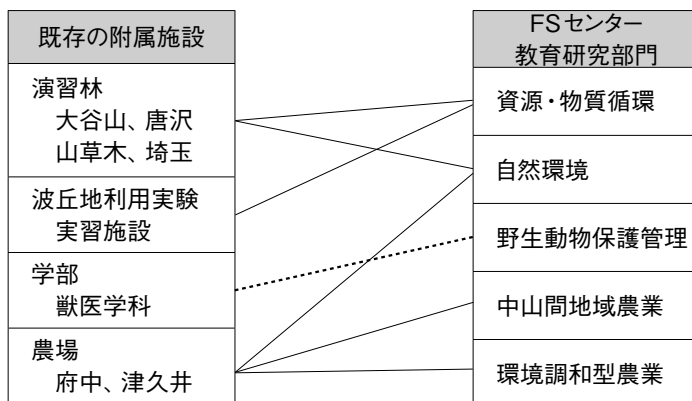 既存の附属施設
演習林
大谷山、唐沢
山草木、埼玉
波丘地利用実験
実習施設
学部
獣医学科
農場
府中、津久井
FSセンター
教育研究部門
資源・物質循環
自然環境
野生動物保護管理
中山間地域農業
環境調和型農業